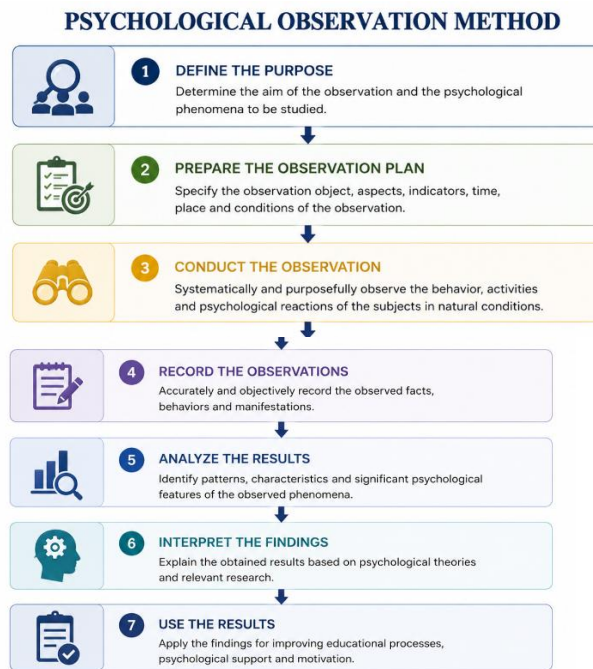 PSYCHOLOGICAL OBSERVATION METHOD
1 DEFINE THE PURPOSE
Determine the aim of the observation and the psychological
phenomena to be studied.
2 PREPARE THE OBSERVATION PLAN
Specify the observation object, aspects, indicators, time,
place and conditions of the observation.
3 CONDUCT THE OBSERVATION
Systematically and purposefully observe the behavior, activities
and psychological reactions of the subjects in natural conditions.
4 RECORD THE OBSERVATIONS
Accurately and objectively record the observed facts,
behaviors and manifestations.
5 ANALYZE THE RESULTS
Identify patterns, characteristics and significant psychological
features of the observed phenomena.
6 INTERPRET THE FINDINGS
Explain the obtained results based on psychological theories
and relevant research.
7 USE THE RESULTS
Apply the findings for improving educational processes,
psychological support and motivation.